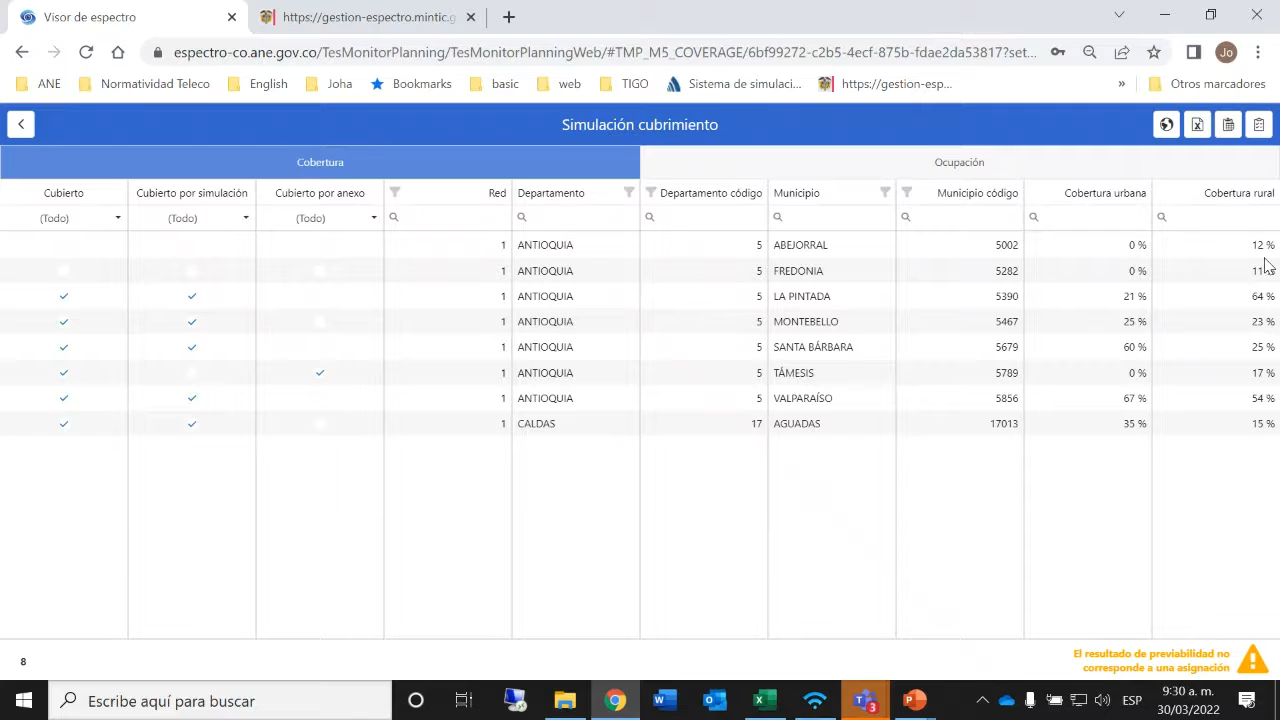 Visor de espectro
https://gestion-espectro.mintic.g
espectro-co.ane.gov.co/TesMonitorPlanning/TesMonitorPlanningWeb/#TMP_M5_COVERAGE/6bf99272-c2b5-4ecf-875b-fdae2da53817?set...
Jo
ANE Normatividad Teleco English Joha Bookmarks basic web TIGO Sistema de simulaci... https://gestion-esp... » Otros marcadores
Simulación cubrimiento
Cobertura Ocupación
Cubierto Cubierto por simulación Cubierto por anexo Red Departamento Departamento código Municipio Municipio código Cobertura urbana Cobertura rural
(Todo) (Todo) (Todo)
1 ANTIOQUIA 5 ABEJORRAL 5002 0 % 12 %
1 ANTIOQUIA 5 FREDONIA 5282 0 % 11
1 ANTIOQUIA 5 LA PINTADA 5390 21 % 64 %
1 ANTIOQUIA 5 MONTEBELLO 5467 25 % 23 %
1 ANTIOQUIA 5 SANTA BÁRBARA 5679 60 % 25 %
1 ANTIOQUIA 5 TÁMESIS 5789 0 % 17 %
1 ANTIOQUIA 5 VALPARAÍSO 5856 67 % 54 %
1 CALDAS 17 AGUADAS 17013 35 % 15 %
8
El resultado de previabilidad no
corresponde a una asignación
Escribe aquí para buscar
3
ESP
9:30 a. m.
30/03/2022